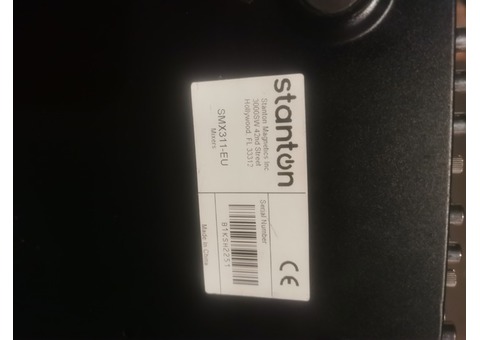 stanton
Stanton Magnetics Inc
3000SW 42nd Street
Hollywood, FL 33312
SMX311-EU
Mixers
Serial Number
B1KSH2251
Made In China
CE